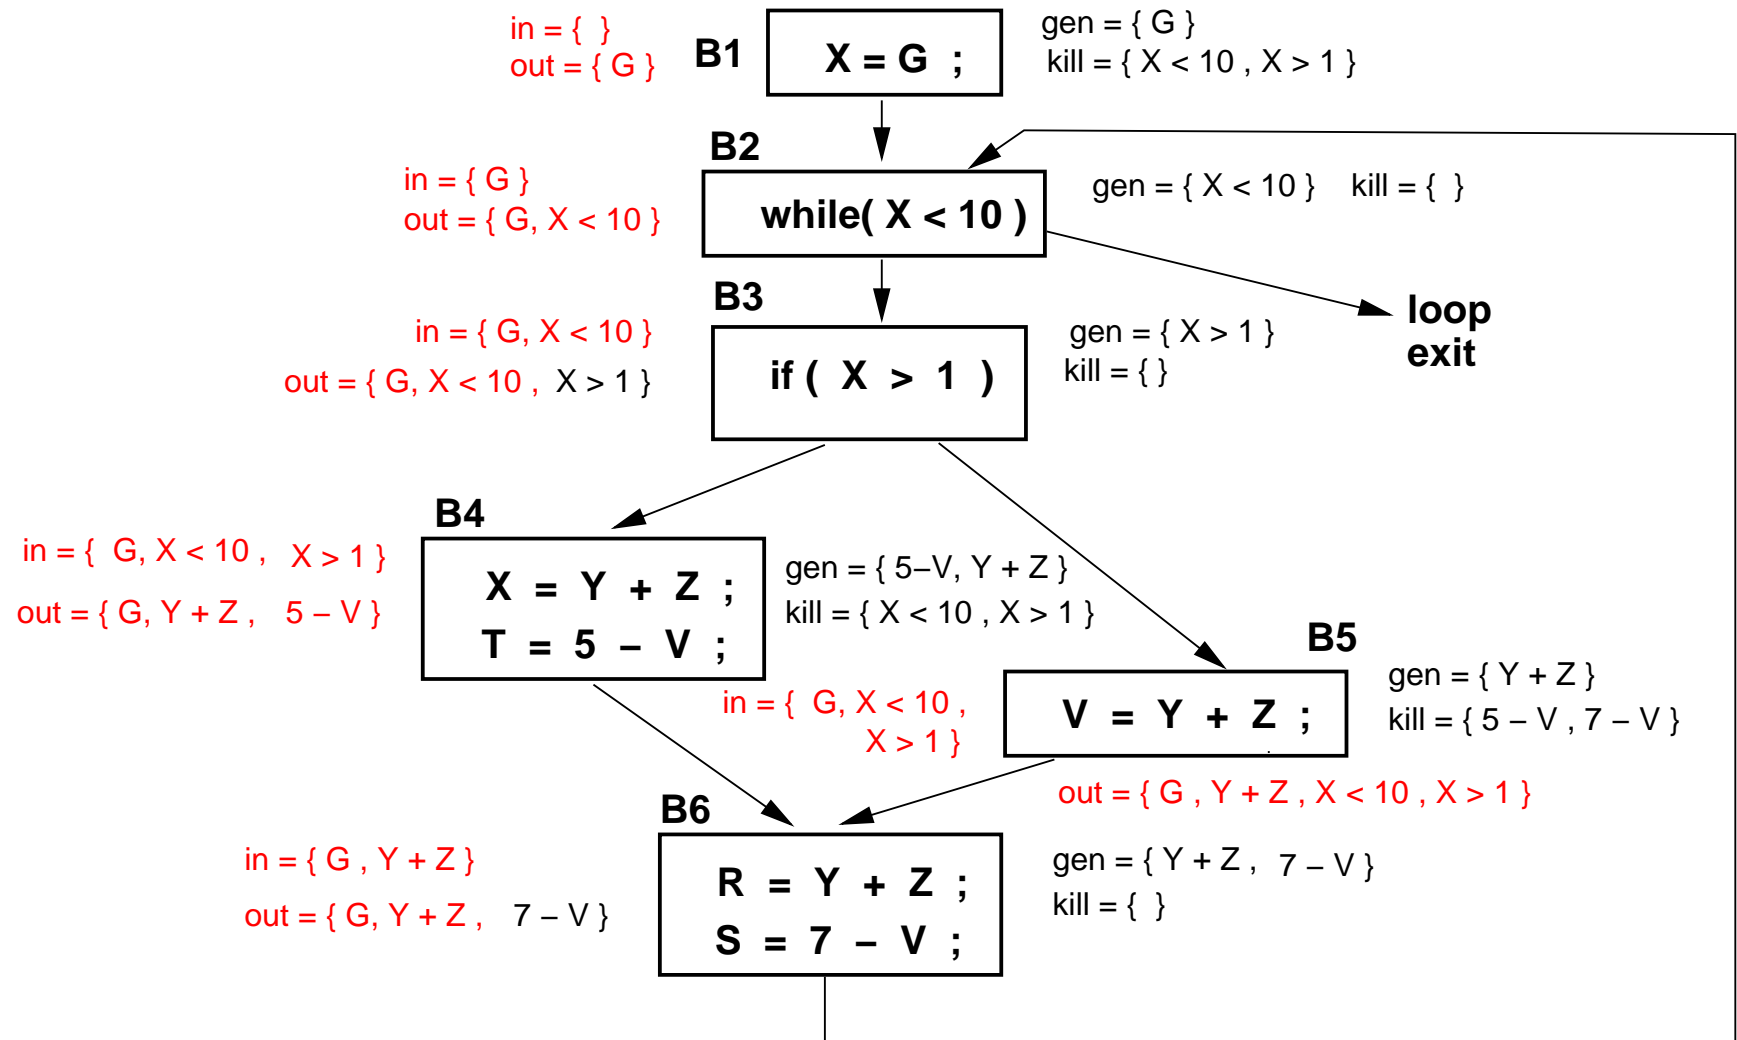 in = { }
out = { G }
B1
X = G ;
gen = { G }
kill = { X < 10 , X > 1 }
B2
in = { G }
out = { G, X < 10 }
while( X < 10 )
gen = { X < 10 } kill = { }
loop
exit
B3
in = { G, X < 10 }
out = { G, X < 10 , X > 1 }
if ( X > 1 )
gen = { X > 1 }
kill = { }
B4
in = { G, X < 10 , X > 1 }
out = { G, Y + Z , 5 − V }
X = Y + Z ;
T = 5 − V ;
gen = { 5−V, Y + Z }
kill = { X < 10 , X > 1 }
B5
in = { G, X < 10 ,
X > 1 }
V = Y + Z ;
gen = { Y + Z }
kill = { 5 − V , 7 − V }
out = { G , Y + Z , X < 10 , X > 1 }
B6
in = { G , Y + Z }
out = { G, Y + Z , 7 − V }
R = Y + Z ;
S = 7 − V ;
gen = { Y + Z , 7 − V }
kill = { }